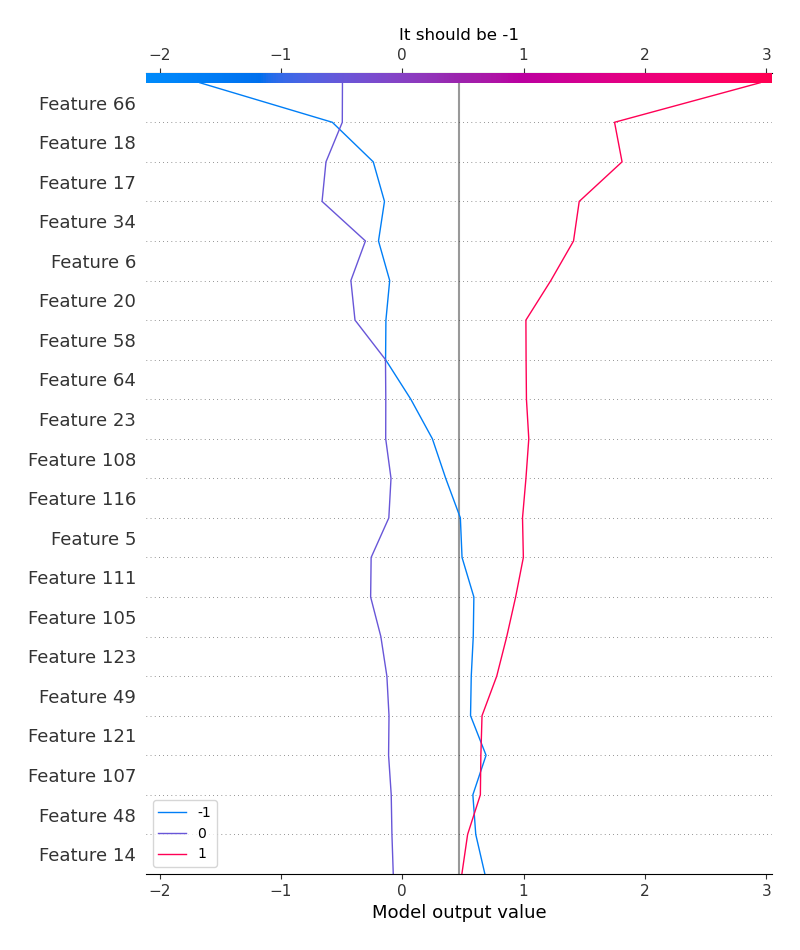 It should be -1
−2 −1 0 1 2 3
Feature 66
Feature 18
Feature 17
Feature 34
Feature 6
Feature 20
Feature 58
Feature 64
Feature 23
Feature 108
Feature 116
Feature 5
Feature 111
Feature 105
Feature 123
Feature 49
Feature 121
Feature 107
Feature 48
Feature 14
-1
0
1
−2 −1 0 1 2 3
Model output value